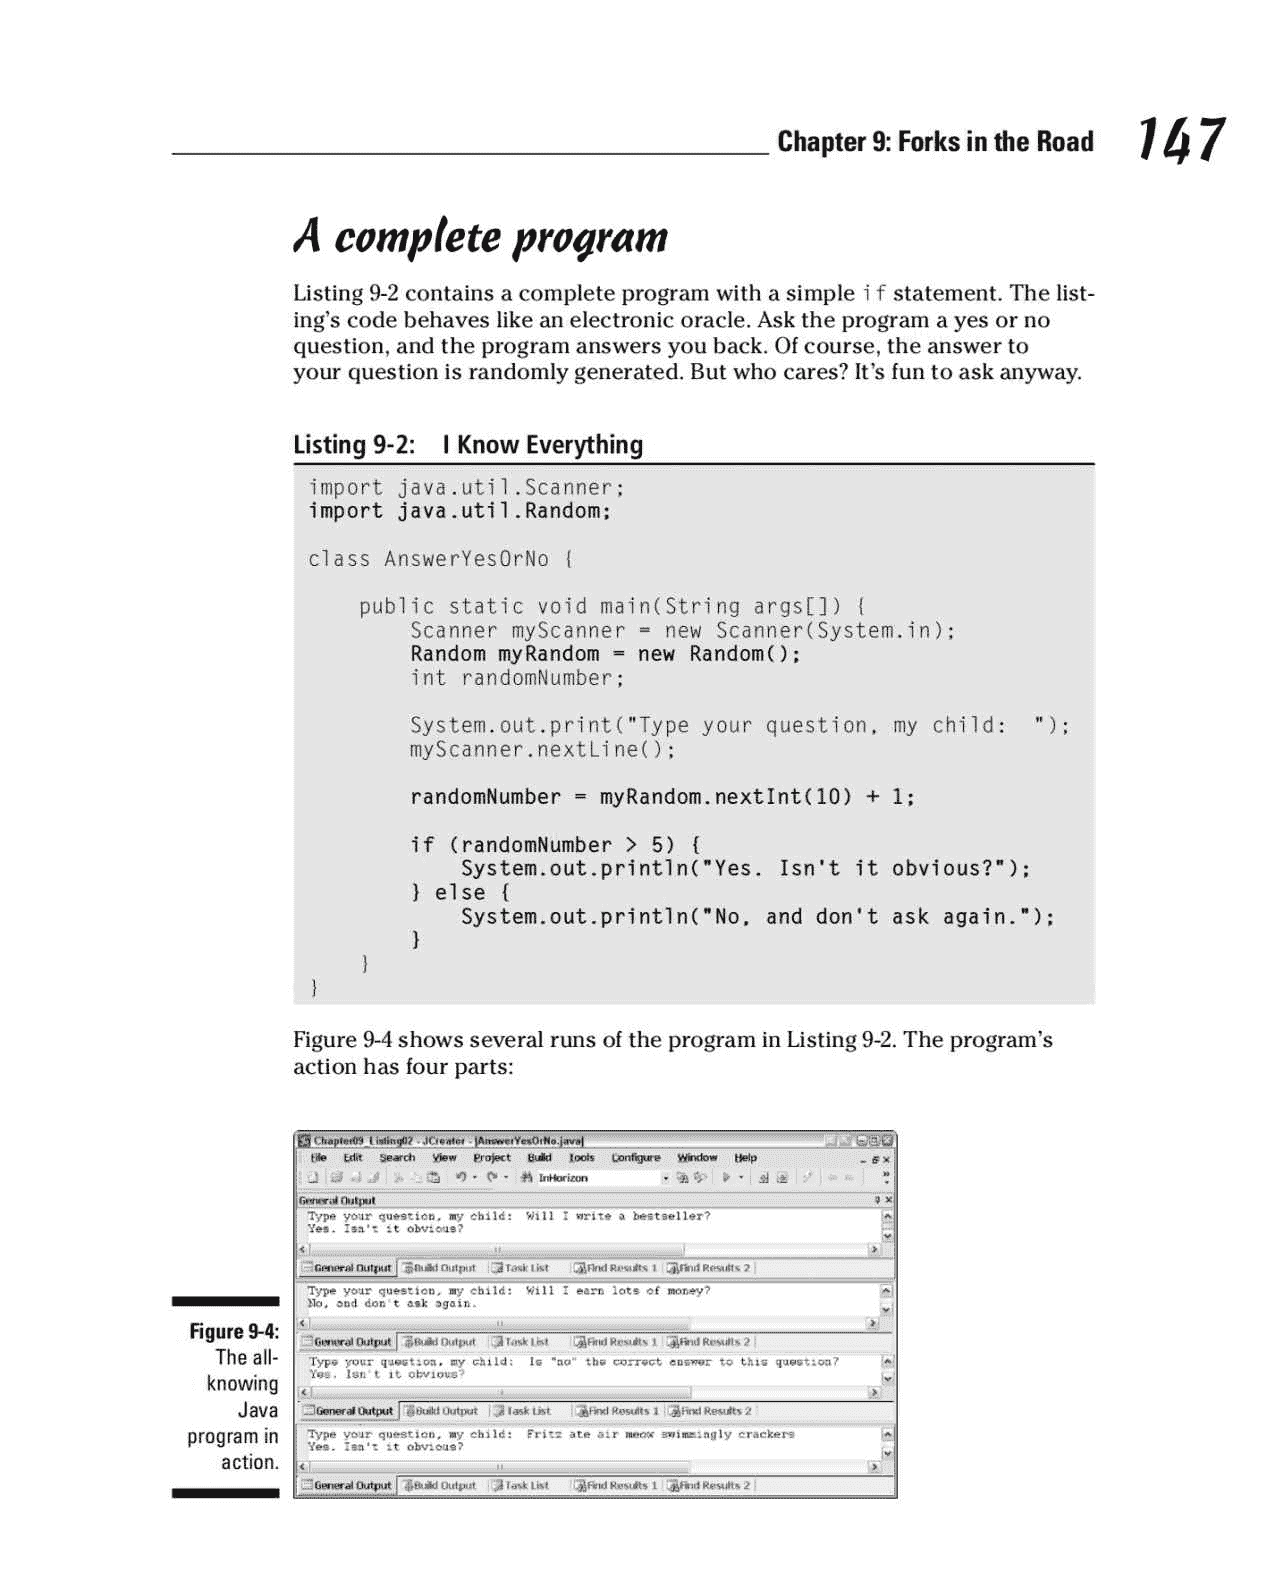 Chapter 9: Forks in the Road 147
A complete program
Listing 9-2 contains a complete program with a simple if statement. The list-
ing's code behaves like an electronic oracle. Ask the program a yes or no
question, and the program answers you back. Of course, the answer to
your question is randomly generated. But who cares? It's fun to ask anyway.
Listing 9-2: I Know Everything
import java.util.Scanner;
import java.util.Random;
class AnswerYesOrNo {
public static void main(String args[]) {
Scanner myScanner = new Scanner(System.in);
Random myRandom = new Random();
int randomNumber;
System.out.print("Type your question, my child:  ");
myScanner.nextLine();
randomNumber = myRandom.nextInt(10) + 1;
if (randomNumber > 5) {
System.out.println("Yes. Isn't it obvious?");
} else {
System.out.println("No, and don't ask again.");
}
}
}
Figure 9-4 shows several runs of the program in Listing 9-2. The program's
action has four parts:
Chapter09_Listing02 - JCreator - [AnswerYesOrNo.java]
File Edit Search View Project Build Tools Configure Window Help
InHorizon
General Output
Type your question, my child:  Will I write a bestseller?
Yes. Isn't it obvious?
General Output Build Output Task List Find Results 1 Find Results 2
Type your question, my child:  Will I earn lots of money?
No, and don't ask again.
General Output Build Output Task List Find Results 1 Find Results 2
Type your question, my child:  Is "no" the correct answer to this question?
Yes. Isn't it obvious?
General Output Build Output Task List Find Results 1 Find Results 2
Type your question, my child:  Fritz ate air meow swimmingly crackers
Yes. Isn't it obvious?
General Output Build Output Task List Find Results 1 Find Results 2
Figure 9-4:
The all-
knowing
Java
program in
action.